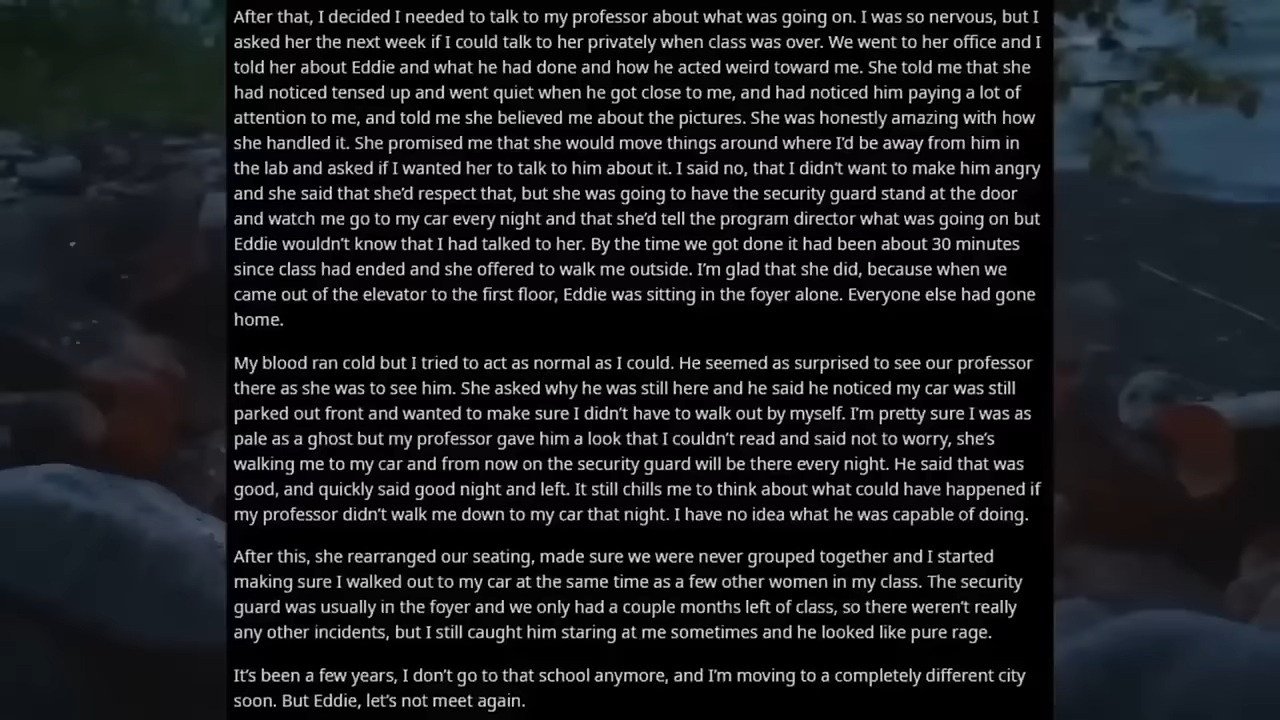 After that, I decided I needed to talk to my professor about what was going on. I was so nervous, but I
asked her the next week if I could talk to her privately when class was over. We went to her office and I
told her about Eddie and what he had done and how he acted weird toward me. She told me that she
had noticed tensed up and went quiet when he got close to me, and had noticed him paying a lot of
attention to me, and told me she believed me about the pictures. She was honestly amazing with how
she handled it. She promised me that she would move things around where I’d be away from him in
the lab and asked if I wanted her to talk to him about it. I said no, that I didn’t want to make him angry
and she said that she’d respect that, but she was going to have the security guard stand at the door
and watch me go to my car every night and that she’d tell the program director what was going on but
Eddie wouldn’t know that I had talked to her. By the time we got done it had been about 30 minutes
since class had ended and she offered to walk me outside. I’m glad that she did, because when we
came out of the elevator to the first floor, Eddie was sitting in the foyer alone. Everyone else had gone
home.
My blood ran cold but I tried to act as normal as I could. He seemed as surprised to see our professor
there as she was to see him. She asked why he was still here and he said he noticed my car was still
parked out front and wanted to make sure I didn’t have to walk out by myself. I’m pretty sure I was as
pale as a ghost but my professor gave him a look that I couldn’t read and said not to worry, she’s
walking me to my car and from now on the security guard will be there every night. He said that was
good, and quickly said good night and left. It still chills me to think about what could have happened if
my professor didn’t walk me down to my car that night. I have no idea what he was capable of doing.
After this, she rearranged our seating, made sure we were never grouped together and I started
making sure I walked out to my car at the same time as a few other women in my class. The security
guard was usually in the foyer and we only had a couple months left of class, so there weren’t really
any other incidents, but I still caught him staring at me sometimes and he looked like pure rage.
It’s been a few years, I don’t go to that school anymore, and I’m moving to a completely different city
soon. But Eddie, let’s not meet again.